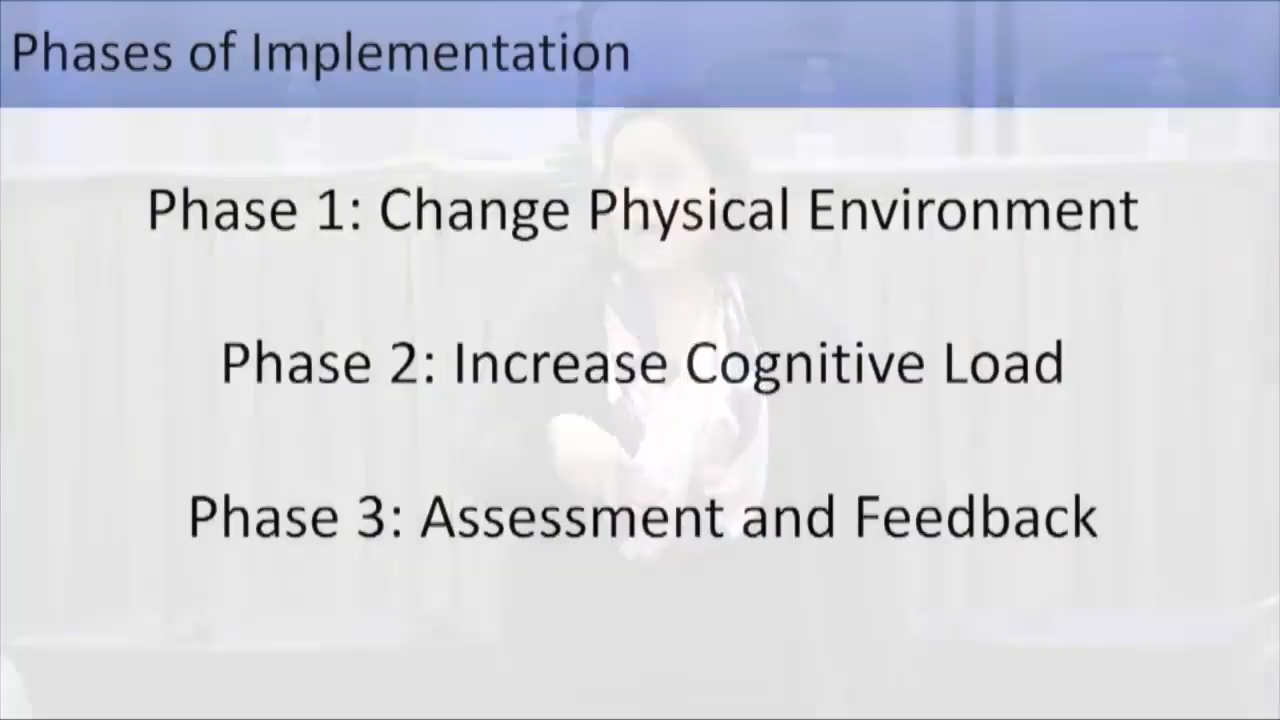 Phases of Implementation
Phase 1: Change Physical Environment
Phase 2: Increase Cognitive Load
Phase 3: Assessment and Feedback